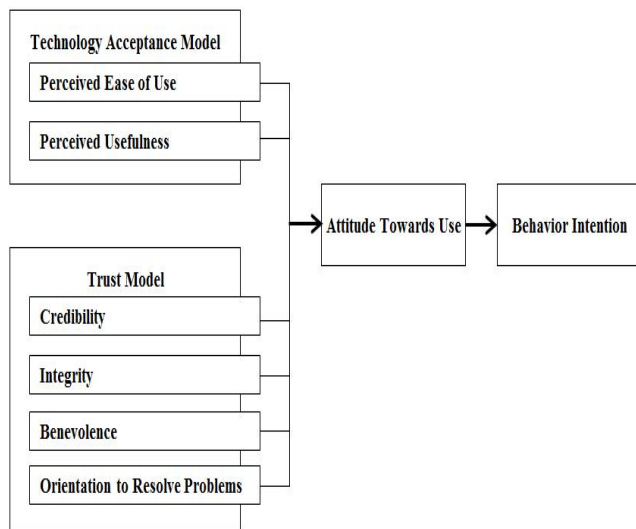 Technology Acceptance Model
Perceived Ease of Use
Perceived Usefulness
Attitude Towards Use
Behavior Intention
Trust Model
Credibility
Integrity
Benevolence
Orientation to Resolve Problems